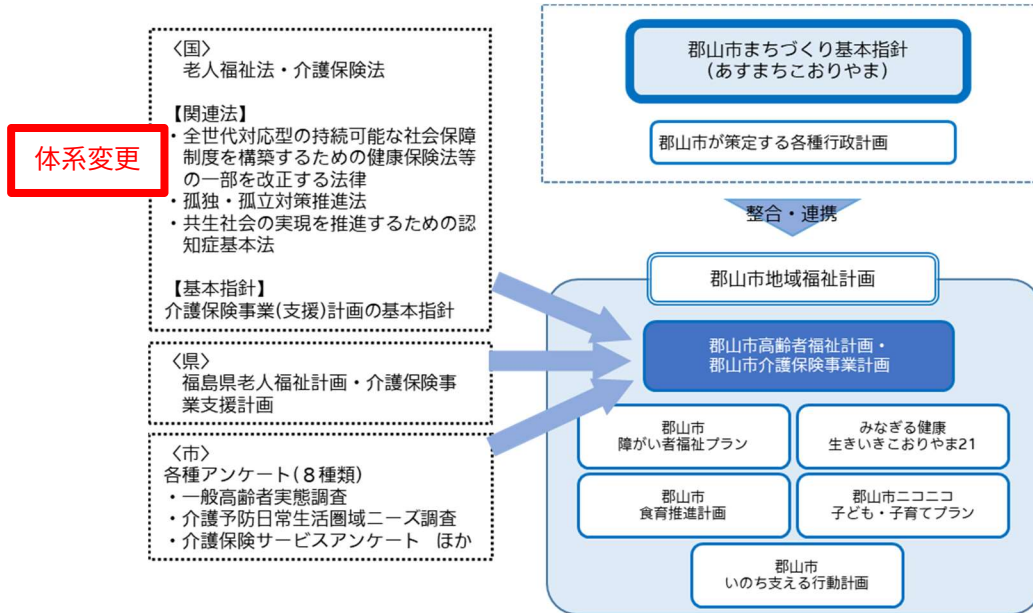 体系変更
〈国〉
老人福祉法・介護保険法
【関連法】
・全世代対応型の持続可能な社会保障
制度を構築するための健康保険法等
の一部を改正する法律
・孤独・孤立対策推進法
・共生社会の実現を推進するための認
知症基本法
【基本指針】
介護保険事業(支援)計画の基本指針
〈県〉
福島県老人福祉計画・介護保険事
業支援計画
〈市〉
各種アンケート(8種類)
・一般高齢者実態調査
・介護予防日常生活圏域ニーズ調査
・介護保険サービスアンケート　ほか
郡山市まちづくり基本指針
(あすまちこおりやま)
郡山市が策定する各種行政計画
整合・連携
郡山市地域福祉計画
郡山市高齢者福祉計画・
郡山市介護保険事業計画
郡山市
障がい者福祉プラン
みなぎる健康
生きいきこおりやま21
郡山市
食育推進計画
郡山市ニコニコ
子ども・子育てプラン
郡山市
いのち支える行動計画